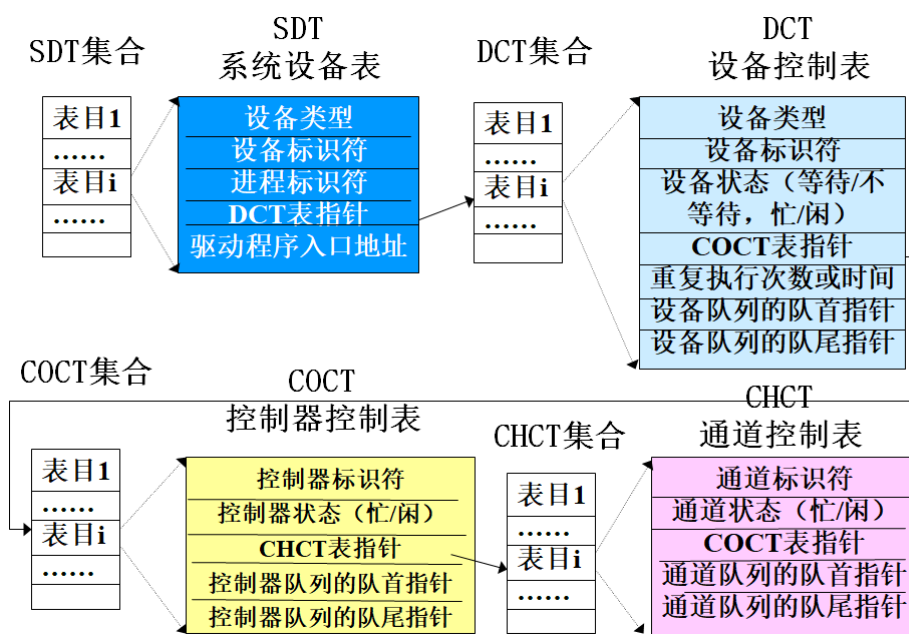 SDT集合
SDT
系统设备表
DCT集合
DCT
设备控制表
表目1
......
表目i
......
设备类型
设备标识符
进程标识符
DCT表指针
驱动程序入口地址
表目1
......
表目i
......
设备类型
设备标识符
设备状态（等待/不
等待，忙/闲）
COCT表指针
重复执行次数或时间
设备队列的队首指针
设备队列的队尾指针
COCT集合
COCT
控制器控制表
CHCT集合
CHCT
通道控制表
表目1
......
表目i
......
控制器标识符
控制器状态（忙/闲）
CHCT表指针
控制器队列的队首指针
控制器队列的队尾指针
表目1
......
表目i
......
通道标识符
通道状态（忙/闲）
COCT表指针
通道队列的队首指针
通道队列的队尾指针